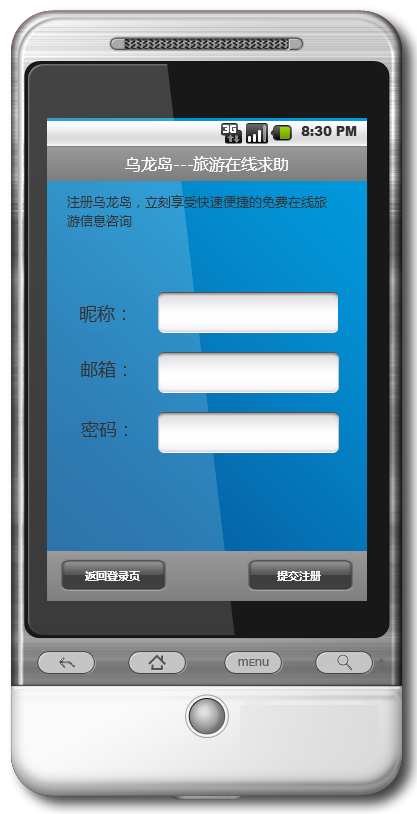 3G
8:30 PM
乌龙岛---旅游在线求助
注册乌龙岛，立刻享受快速便捷的免费在线旅
游信息咨询
昵称：
邮箱：
密码：
返回登录页
提交注册
MENU